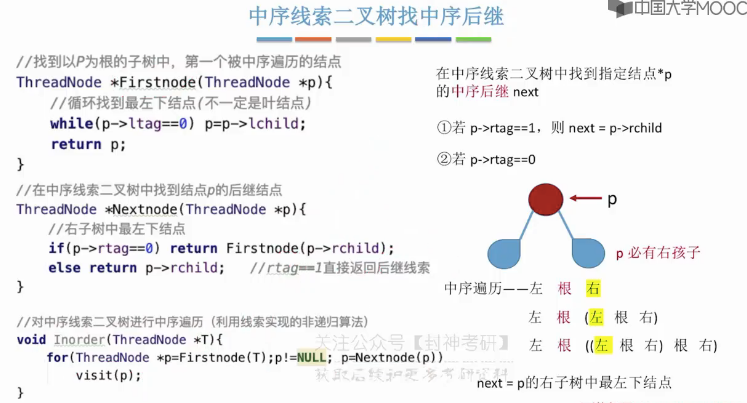 中序线索二叉树找中序后继
中国大学MOOC
//找到以P为根的子树中，第一个被中序遍历的结点
ThreadNode *Firstnode(ThreadNode *p){
//循环找到最左下结点(不一定是叶结点)
while(p->ltag==0) p=p->lchild;
return p;
}
//在中序线索二叉树中找到结点p的后继结点
ThreadNode *Nextnode(ThreadNode *p){
//右子树中最左下结点
if(p->rtag==0) return Firstnode(p->rchild);
else return p->rchild; //rtag==1直接返回后继线索
}
//对中序线索二叉树进行中序遍历（利用线索实现的非递归算法）
void Inorder(ThreadNode *T){
for(ThreadNode *p=Firstnode(T);p!=NULL; p=Nextnode(p))
visit(p);
}
关注公众号【封神考研】
获取后续和更多考研资料
在中序线索二叉树中找到指定结点*p
的中序后继 next
①若 p->rtag==1，则 next = p->rchild
②若 p->rtag==0
p
p 必有右孩子
中序遍历——左 根 右
左 根 (左 根 右)
左 根 ((左 根 右) 根 右)
next = p的右子树中最左下结点